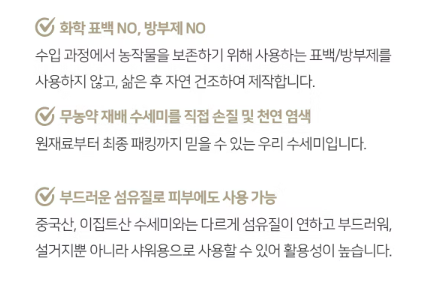 화학 표백 NO, 방부제 NO
수입 과정에서 농작물을 보존하기 위해 사용하는 표백/방부제를
사용하지 않고, 삶은 후 자연 건조하여 제작합니다.
무농약 재배 수세미를 직접 손질 및 천연 염색
원재료부터 최종 패킹까지 믿을 수 있는 우리 수세미입니다.
부드러운 섬유질로 피부에도 사용 가능
중국산, 이집트산 수세미와는 다르게 섬유질이 연하고 부드러워,
설거지뿐 아니라 샤워용으로 사용할 수 있어 활용성이 높습니다.